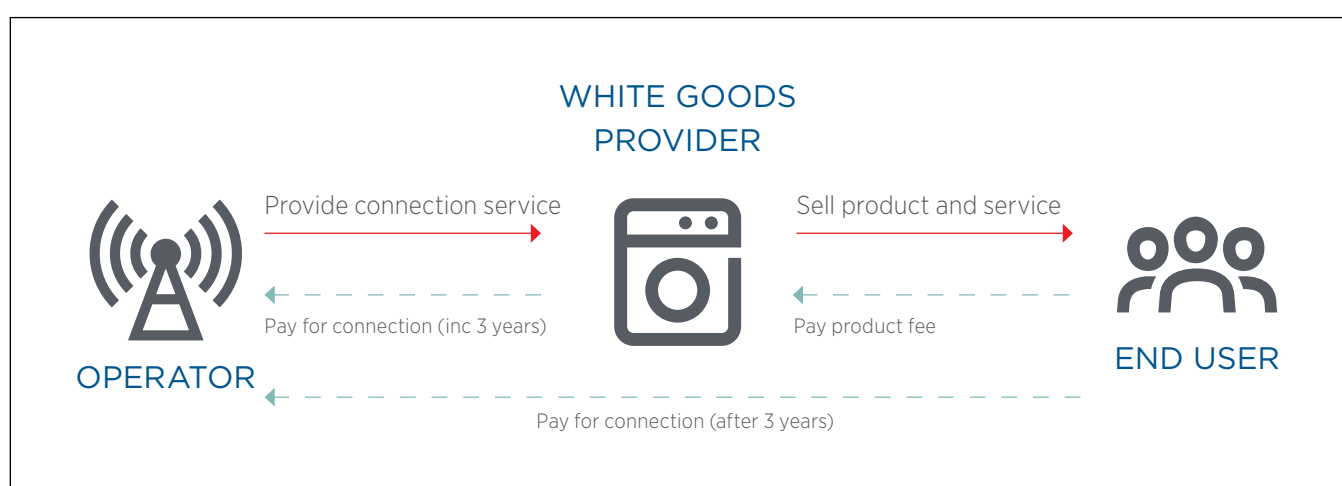 WHITE GOODS
PROVIDER
Provide connection service
Sell product and service
Pay for connection (inc 3 years)
Pay product fee
OPERATOR
END USER
Pay for connection (after 3 years)